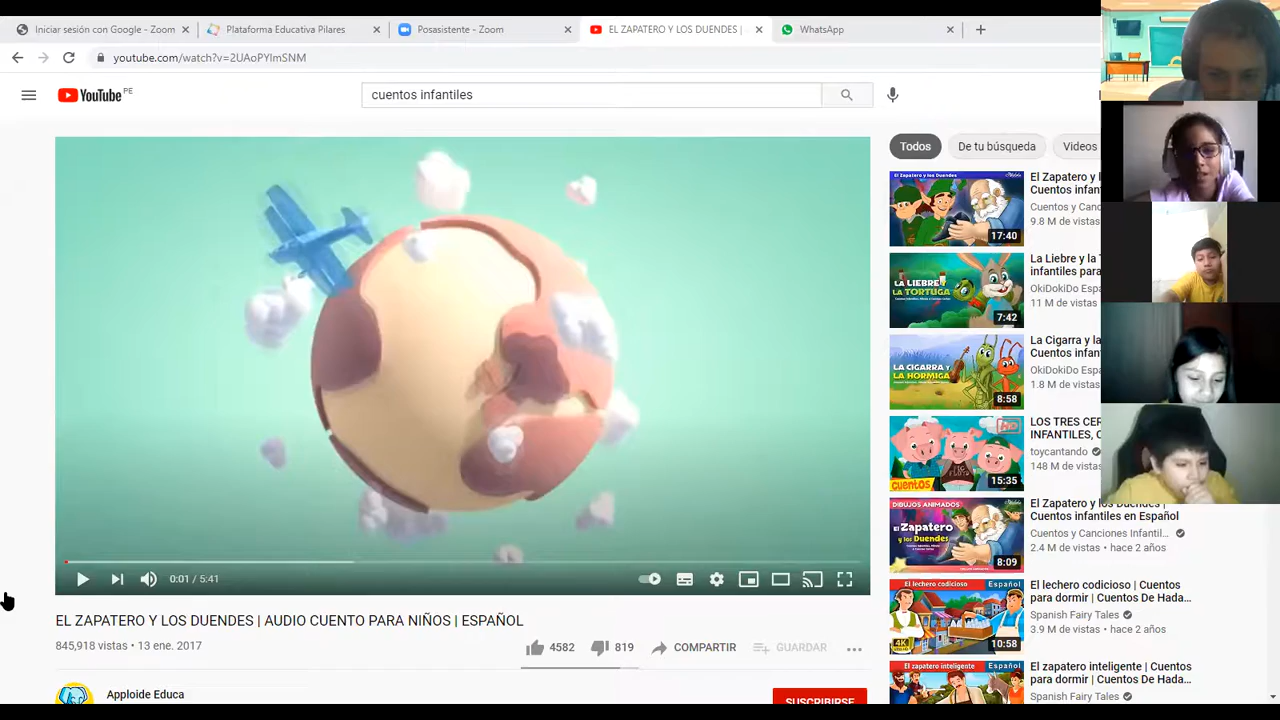 Iniciar sesión con Google - Zoom
Plataforma Educativa Pilares
Posasistente - Zoom
EL ZAPATERO Y LOS DUENDES |
WhatsApp
youtube.com/watch?v=2UAoPYImSNM
YouTube PE
cuentos infantiles
Todos
De tu búsqueda
Videos
El Zapatero y los Duendes
17:40
El Zapatero y l
Cuentos infant
Cuentos y Canc
9.8 M de vistas
LA LIEBRE Y
LA TORTUGA
7:42
La Liebre y la T
infantiles para
OkiDokiDo Espa
11 M de vistas
LA CIGARRA Y
LA HORMIGA
8:58
La Cigarra y la
Cuentos infant
OkiDokiDo Espa
1.8 M de vistas
CUENTOS
15:35
LOS TRES CER
INFANTILES, C
toycantando
148 M de vistas
DIBUJOS ANIMADOS
El Zapatero
y los Duendes
8:09
El Zapatero y los Duendes |
Cuentos infantiles en Español
Cuentos y Canciones Infantil...
2.4 M de vistas • hace 2 años
El lechero codicioso
Español
4K
10:58
El lechero codicioso | Cuentos
para dormir | Cuentos De Hada...
Spanish Fairy Tales
3.9 M de vistas • hace 2 años
El zapatero inteligente
Español
El zapatero inteligente | Cuentos
para dormir | Cuentos De Hada...
Spanish Fairy Tales
0:01 / 5:41
EL ZAPATERO Y LOS DUENDES | AUDIO CUENTO PARA NIÑOS | ESPAÑOL
845,918 vistas • 13 ene. 2017
4582
819
COMPARTIR
GUARDAR
Apploide Educa
SUSCRIBIRSE